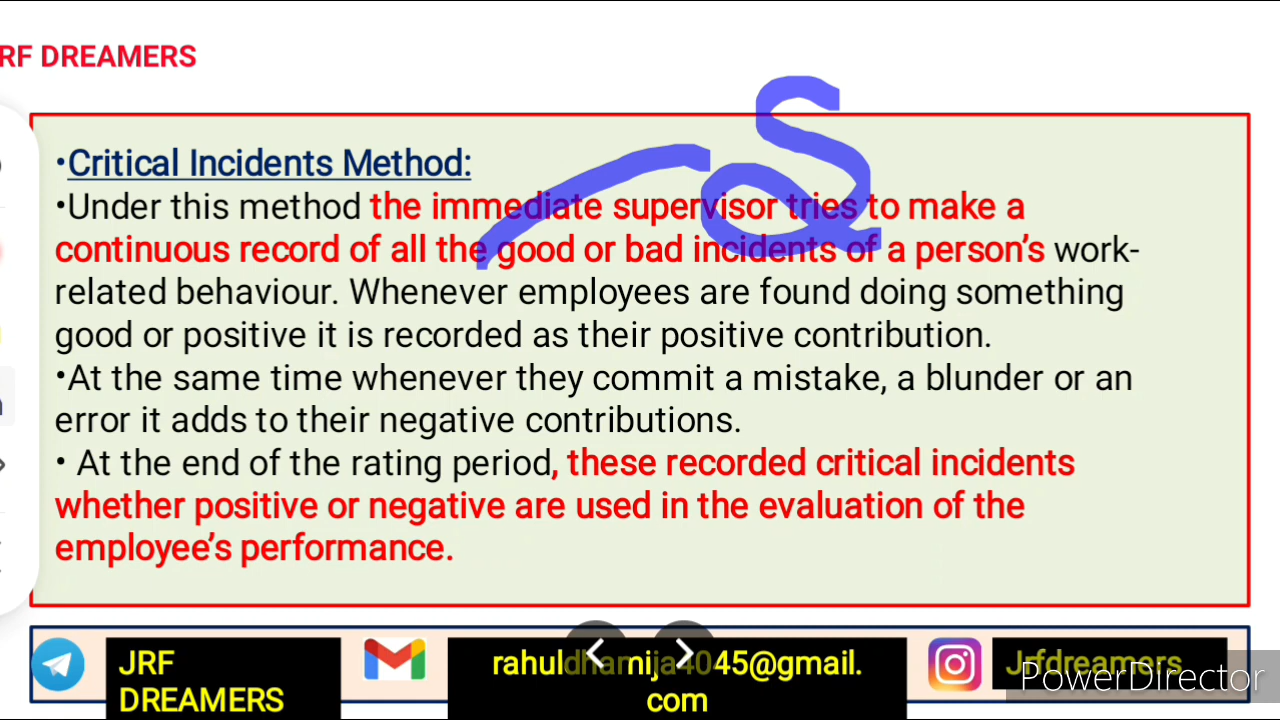 RF DREAMERS
•Critical Incidents Method:
•Under this method the immediate supervisor tries to make a
continuous record of all the good or bad incidents of a person’s work-
related behaviour. Whenever employees are found doing something
good or positive it is recorded as their positive contribution.
•At the same time whenever they commit a mistake, a blunder or an
error it adds to their negative contributions.
• At the end of the rating period, these recorded critical incidents
whether positive or negative are used in the evaluation of the
employee’s performance.
JRF
DREAMERS
rahuldhamija4045@gmail.
com
Jrfdreamers
PowerDirector